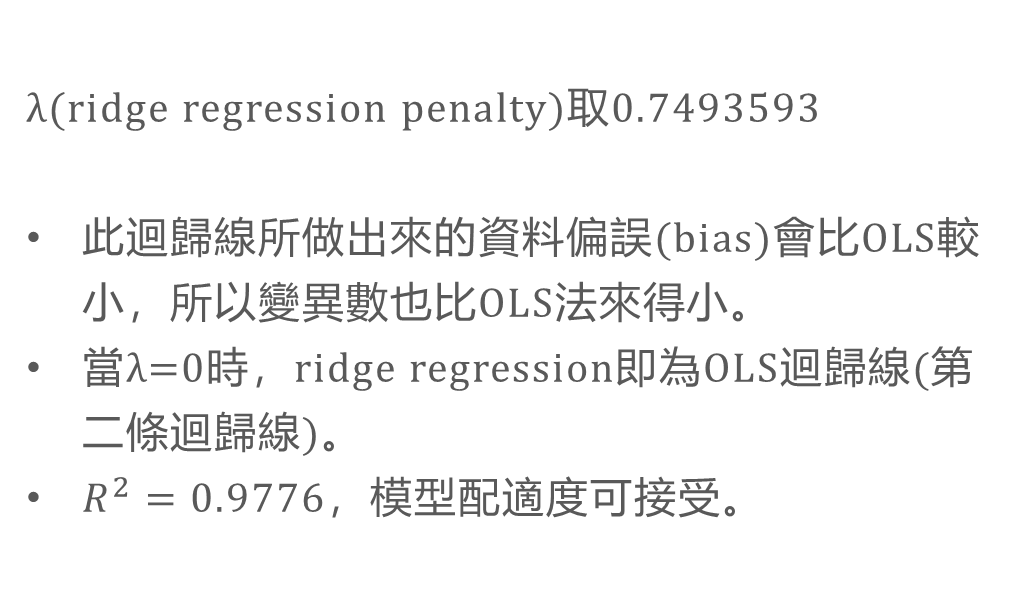 λ(ridge regression penalty)取0.7493593
• 此迴歸線所做出來的資料偏誤(bias)會比OLS較
小，所以變異數也比OLS法來得小。
• 當λ=0時，ridge regression即為OLS迴歸線(第
二條迴歸線)。
• R² = 0.9776，模型配適度可接受。